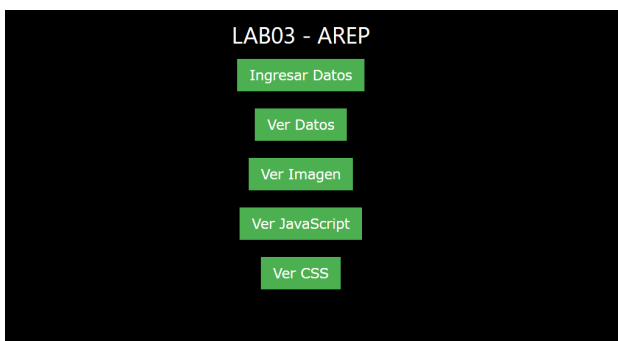 LAB03 - AREP
Ingresar Datos
Ver Datos
Ver Imagen
Ver JavaScript
Ver CSS